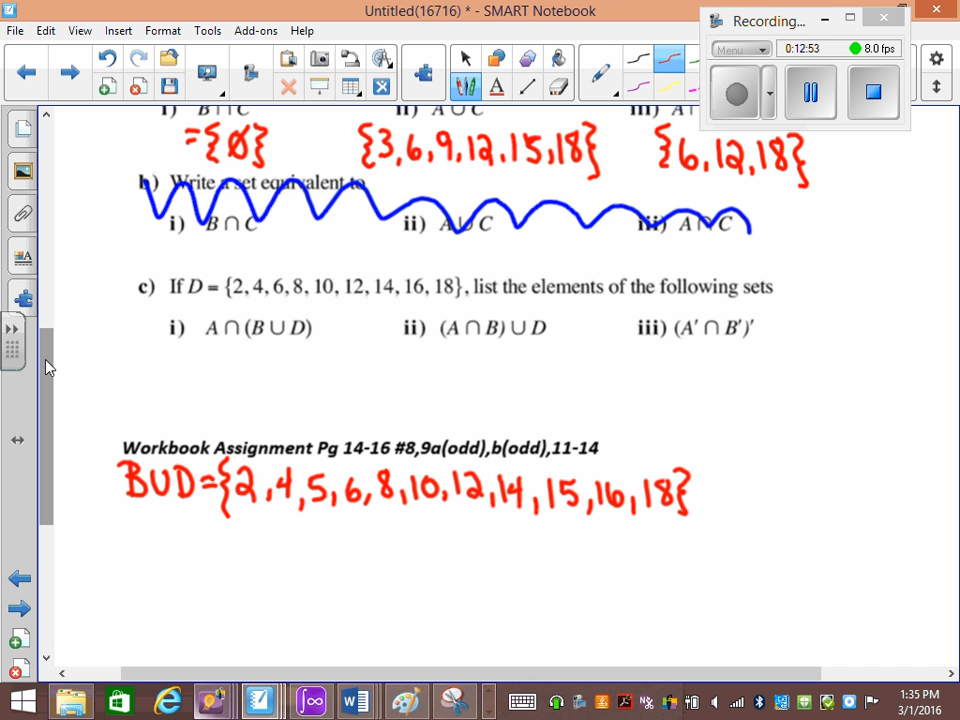 Untitled(16716) * - SMART Notebook
Recording...
File Edit View Insert Format Tools Add-ons Help
Menu 0:12:53 8.0 fps
i) B ∩ C ii) A ∪ C iii) A ∩
={Ø} {3,6,9,12,15,18} {6,12,18}
b) Write a set equivalent to
i) B ∩ C ii) A ∪ C iii) A ∩ C
c) If D = {2, 4, 6, 8, 10, 12, 14, 16, 18}, list the elements of the following sets
i) A ∩ (B ∪ D) ii) (A ∩ B) ∪ D iii) (A′ ∩ B′)′
Workbook Assignment Pg 14-16 #8,9a(odd),b(odd),11-14
B∪D={2,4,5,6,8,10,12,14,15,16,18}
1:35 PM
3/1/2016